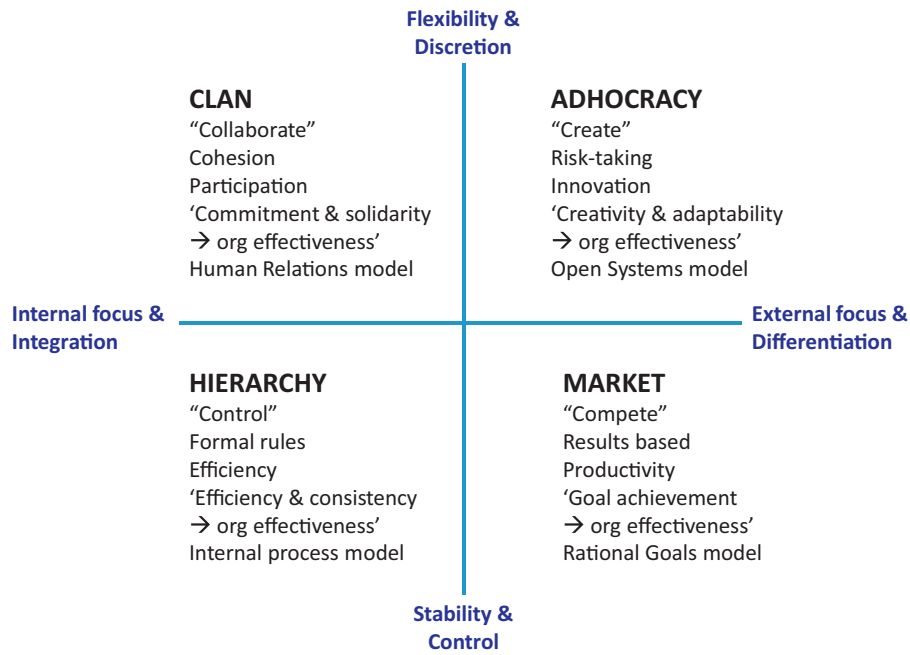 Flexibility &
Discretion
CLAN
“Collaborate”
Cohesion
Participation
‘Commitment & solidarity
→ org effectiveness’
Human Relations model
ADHOCRACY
“Create”
Risk-taking
Innovation
‘Creativity & adaptability
→ org effectiveness’
Open Systems model
Internal focus &
Integration
External focus &
Differentiation
HIERARCHY
“Control”
Formal rules
Efficiency
‘Efficiency & consistency
→ org effectiveness’
Internal process model
MARKET
“Compete”
Results based
Productivity
‘Goal achievement
→ org effectiveness’
Rational Goals model
Stability &
Control